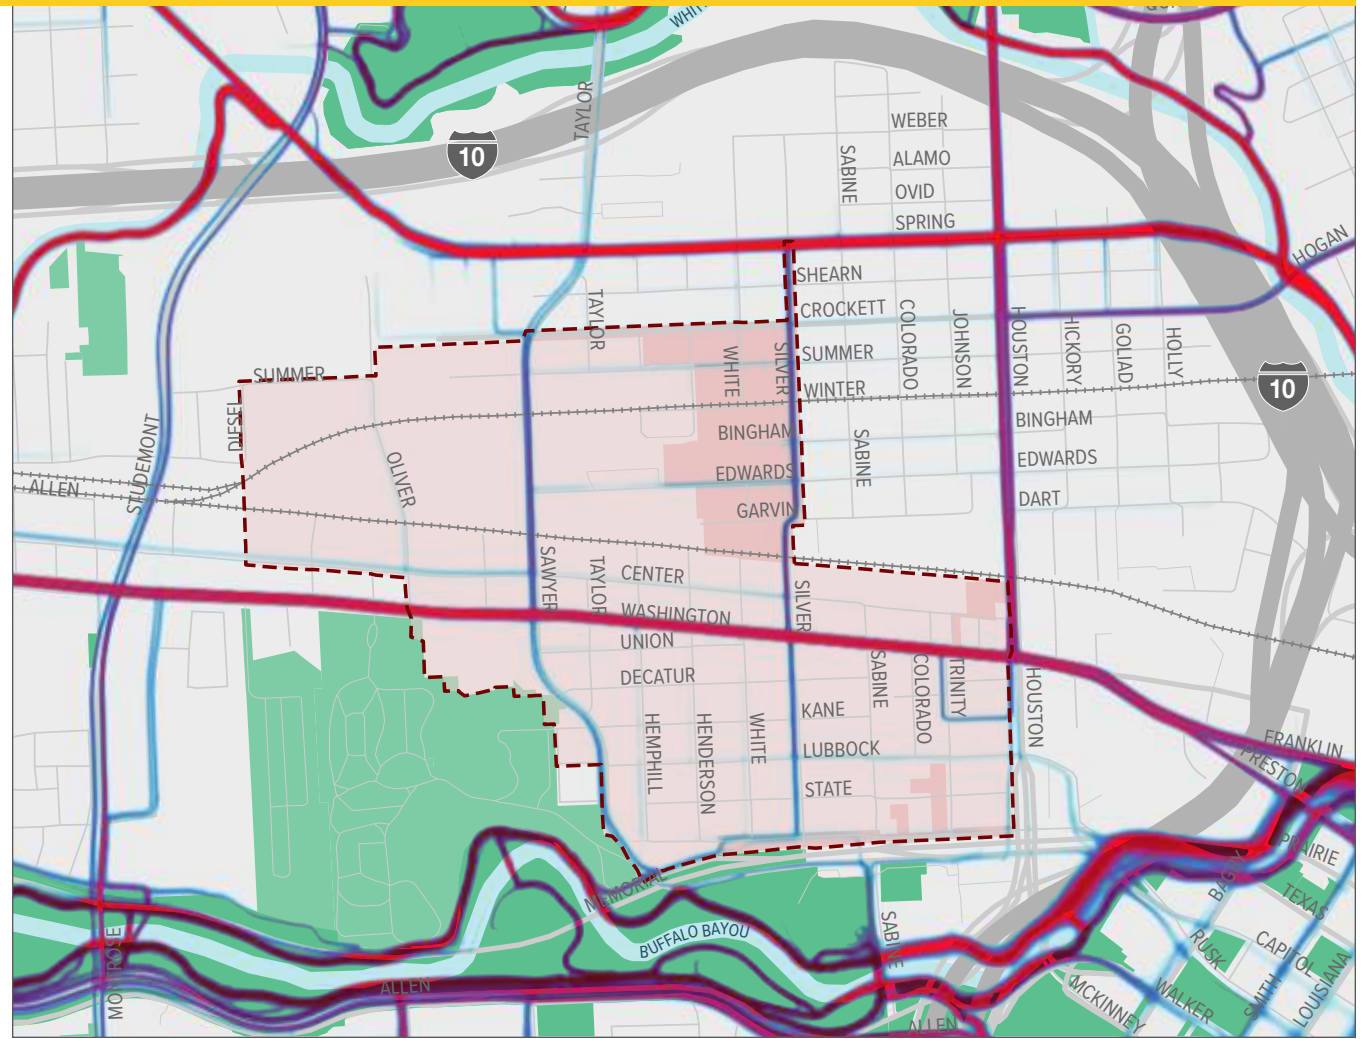 WHIT
TAYLOR
10
WEBER
SABINE
ALAMO
OVID
SPRING
HOGAN
SHEARN
TAYLOR
CROCKETT
COLORADO
JOHNSON
HOUSTON
HICKORY
GOLIAD
HOLLY
SUMMER
WHITE
SILVER
SUMMER
WINTER
10
DIESEL
STUDEMONT
BINGHAM
BINGHAM
OLIVER
SABINE
EDWARDS
EDWARDS
ALLEN
GARVIN
DART
SAWYER
TAYLOR
CENTER
SILVER
WASHINGTON
UNION
DECATUR
SABINE
COLORADO
TRINITY
HOUSTON
HEMPHILL
HENDERSON
WHITE
KANE
LUBBOCK
STATE
FRANKLIN
PRESTON
PRAIRIE
BAGBY
TEXAS
MEMORIAL
BUFFALO BAYOU
SABINE
RUSK
CAPITOL
MONTROSE
ALLEN
MCKINNEY
WALKER
SMITH
LOUISIANA
ALLEN